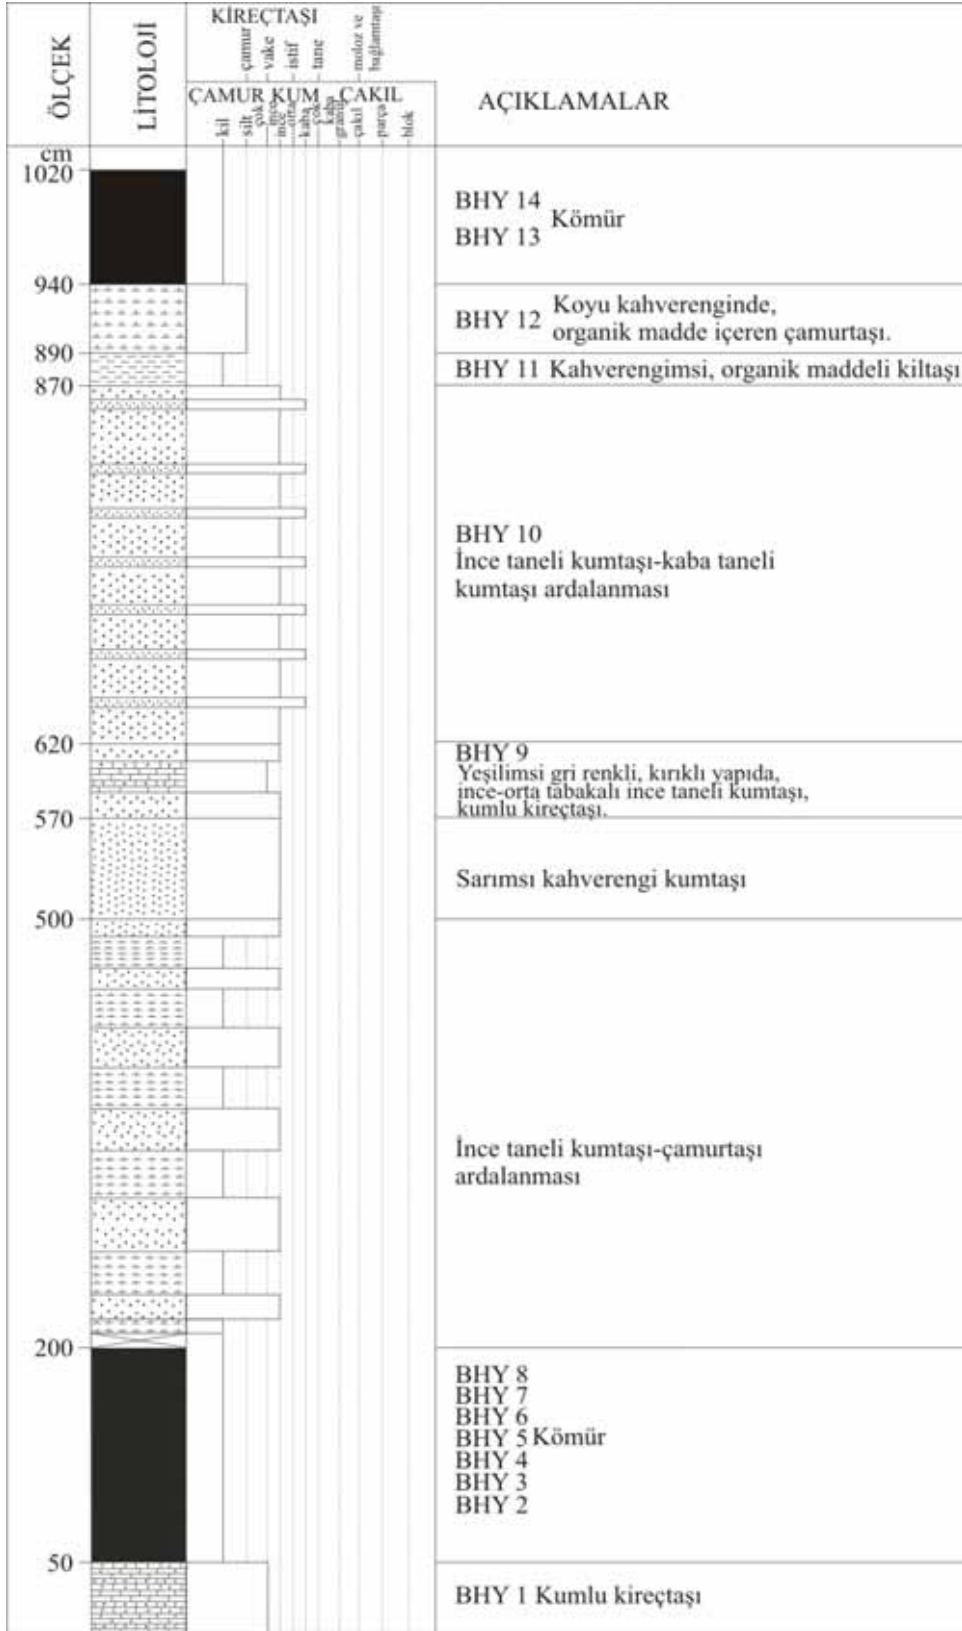 ÖLÇEK
LİTOLOJİ
KİREÇTAŞI
çamur
vake
istif
tane
moloz ve
bağlamtaşı
ÇAMUR KUM ÇAKIL
kil
silt
çok
ince
ince
orta
kaba
çok
kaba
granül
çakıl
parça
blok
AÇIKLAMALAR
cm
1020
BHY 14
BHY 13
Kömür
940
BHY 12
Koyu kahverenginde,
organik madde içeren çamurtaşı.
890
BHY 11 Kahverengimsi, organik maddeli kiltaşı
870
BHY 10
İnce taneli kumtaşı-kaba taneli
kumtaşı ardalanması
620
BHY 9
Yeşilimsi gri renkli, kırıklı yapıda,
ince-orta tabakalı ince taneli kumtaşı,
kumlu kireçtaşı.
570
Sarımsı kahverengi kumtaşı
500
İnce taneli kumtaşı-çamurtaşı
ardalanması
200
BHY 8
BHY 7
BHY 6
BHY 5 Kömür
BHY 4
BHY 3
BHY 2
50
BHY 1 Kumlu kireçtaşı